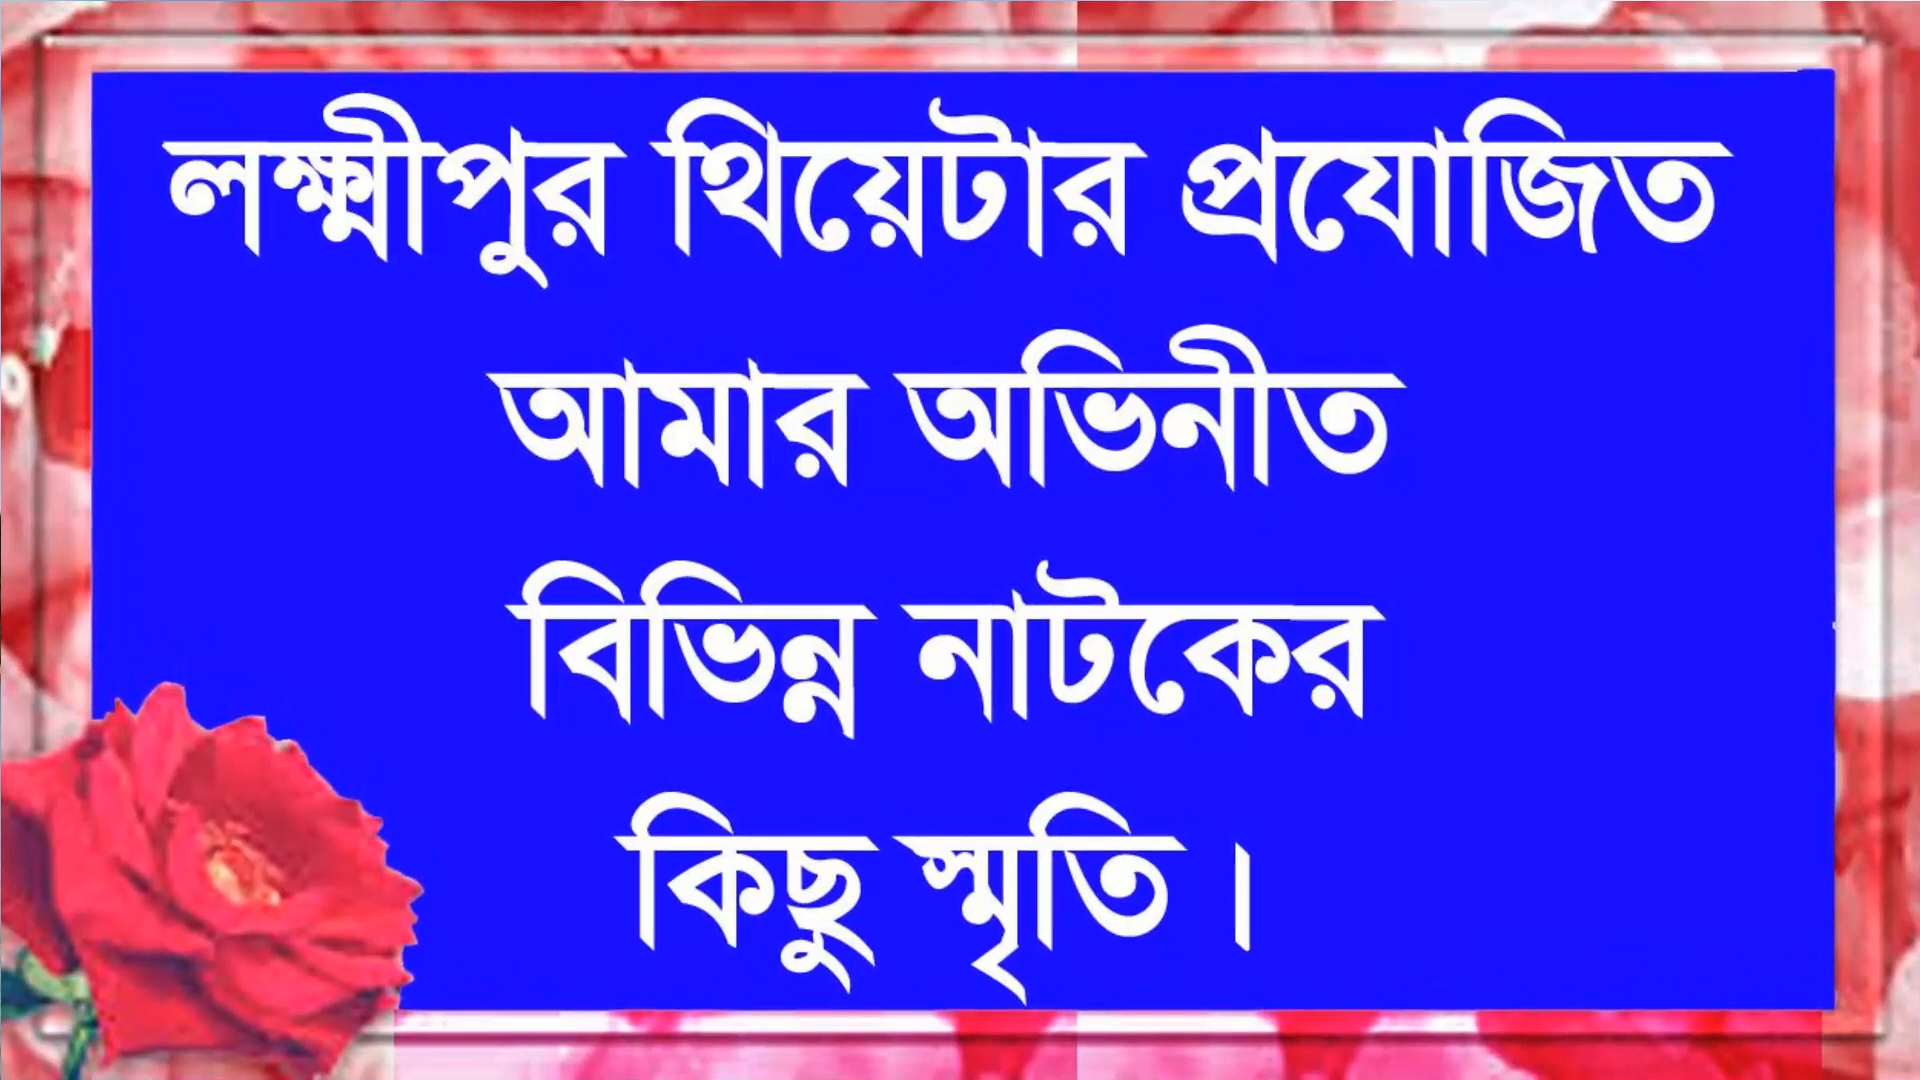 লক্ষ্মীপুর থিয়েটার প্রযোজিত
আমার অভিনীত
বিভিন্ন নাটকের
কিছু স্মৃতি।